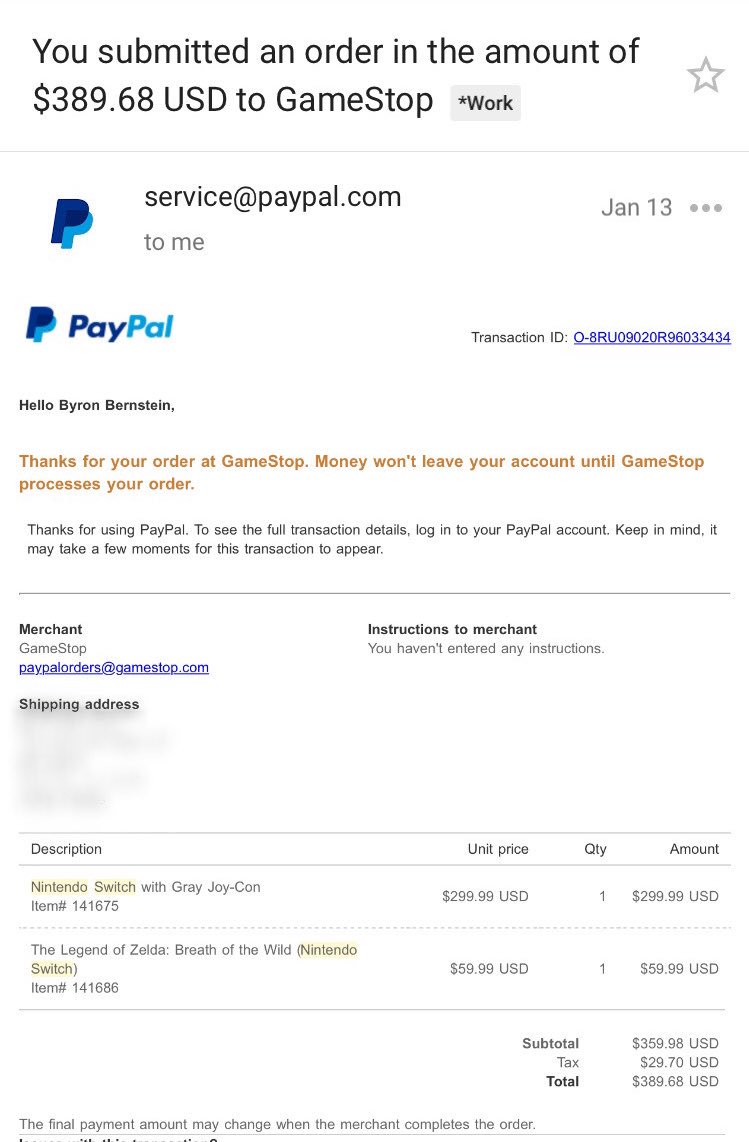 You submitted an order in the amount of
$389.68 USD to GameStop *Work
service@paypal.com
Jan 13
to me
PayPal
Transaction ID: O-8RU09020R96033434
Hello Byron Bernstein,
Thanks for your order at GameStop. Money won't leave your account until GameStop
processes your order.
Thanks for using PayPal. To see the full transaction details, log in to your PayPal account. Keep in mind, it
may take a few moments for this transaction to appear.
Merchant
GameStop
paypalorders@gamestop.com
Instructions to merchant
You haven't entered any instructions.
Shipping address
Description Unit price Qty Amount
Nintendo Switch with Gray Joy-Con
Item# 141675
$299.99 USD 1 $299.99 USD
The Legend of Zelda: Breath of the Wild (Nintendo
Switch)
Item# 141686
$59.99 USD 1 $59.99 USD
Subtotal $359.98 USD
Tax $29.70 USD
Total $389.68 USD
The final payment amount may change when the merchant completes the order.
Issues with this transaction?